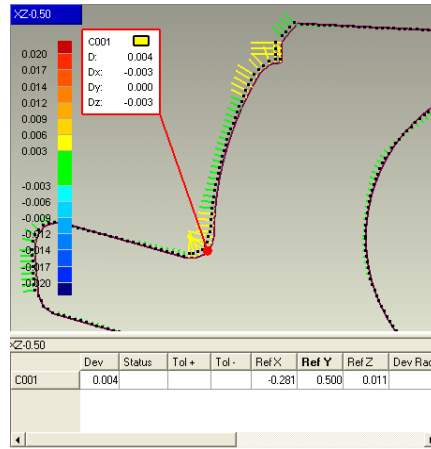 XZ-0.50
C001
D: 0.004
Dx: -0.003
Dy: 0.000
Dz: -0.003
0.020
0.017
0.014
0.012
0.009
0.006
0.003
-0.003
-0.006
-0.009
-0.012
-0.014
-0.017
-0.020
XZ-0.50
Dev Status Tol + Tol - Ref X Ref Y Ref Z Dev Rad
C001 0.004 -0.281 0.500 0.011